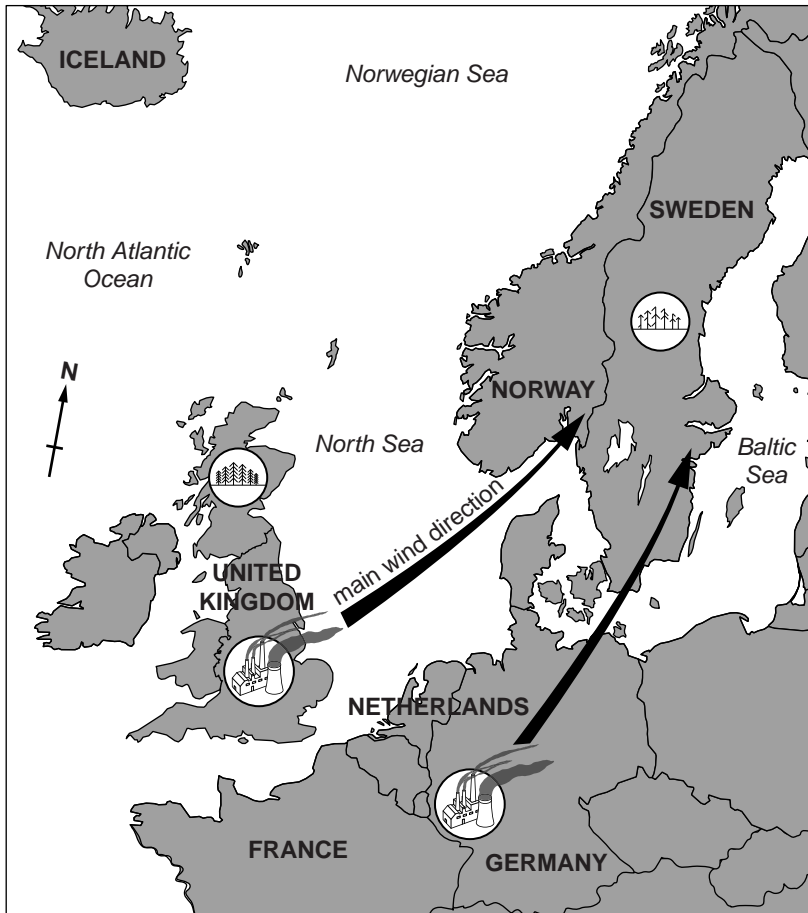 ICELAND
Norwegian Sea
SWEDEN
North Atlantic
Ocean
N
NORWAY
North Sea
Baltic
Sea
main wind direction
UNITED
KINGDOM
NETHERLANDS
FRANCE
GERMANY